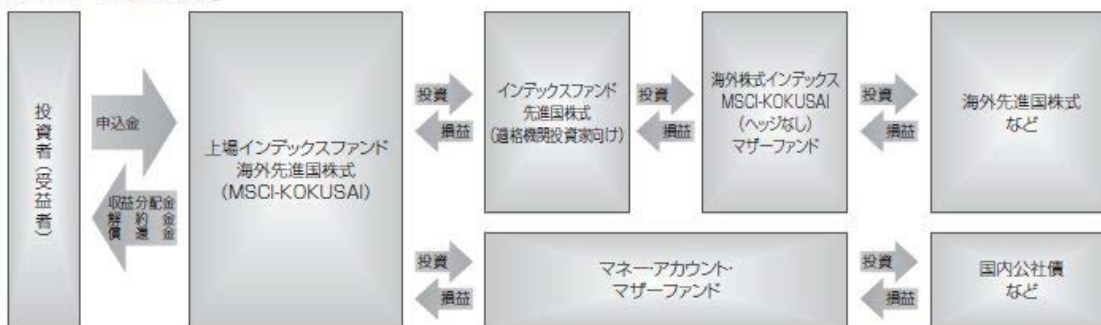 投資者(受益者)
申込金
収益分配金
解約金
償還金
上場インデックスファンド
海外先進国株式
(MSCI-KOKUSAI)
投資
損益
インデックスファンド
先進国株式
(適格機関投資家向け)
投資
損益
海外株式インデックス
MSCI-KOKUSAI
(ヘッジなし)
マザーファンド
投資
損益
海外先進国株式
など
投資
損益
マネー・アカウント・
マザーファンド
投資
損益
国内公社債
など